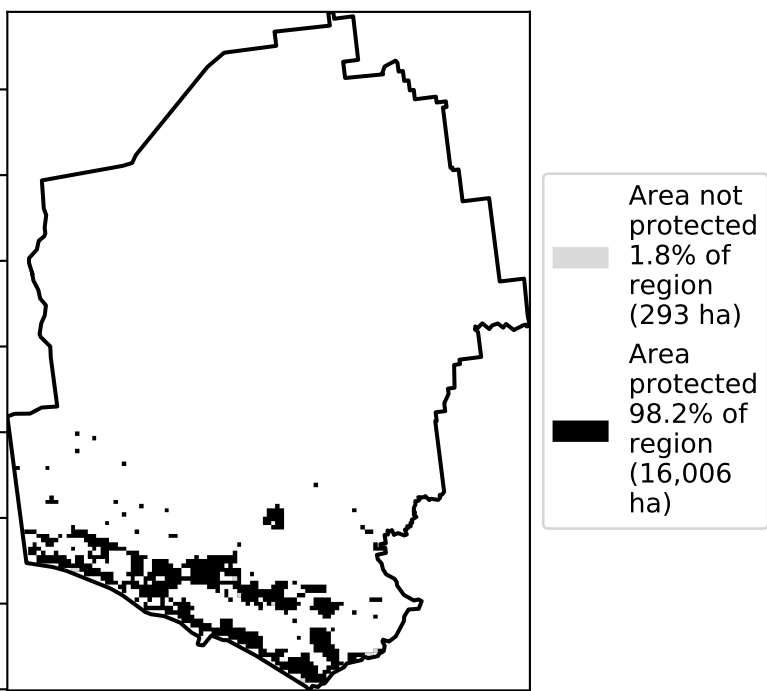 Area not
protected
1.8% of
region
(293 ha)
Area
protected
98.2% of
region
(16,006
ha)